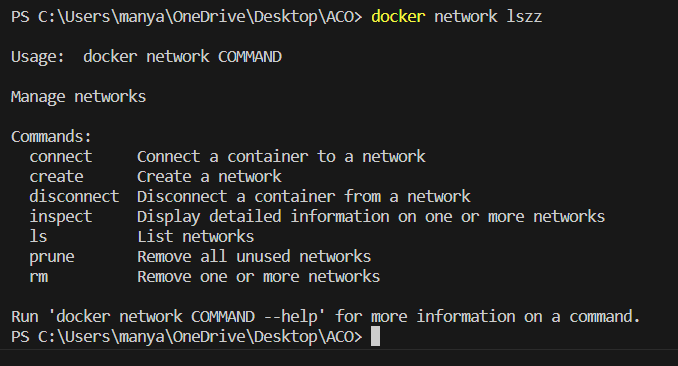 PS C:\Users\manya\OneDrive\Desktop\ACO> docker network lszz
Usage:  docker network COMMAND
Manage networks
Commands:
  connect     Connect a container to a network
  create      Create a network
  disconnect  Disconnect a container from a network
  inspect     Display detailed information on one or more networks
  ls          List networks
  prune       Remove all unused networks
  rm          Remove one or more networks
Run 'docker network COMMAND --help' for more information on a command.
PS C:\Users\manya\OneDrive\Desktop\ACO>